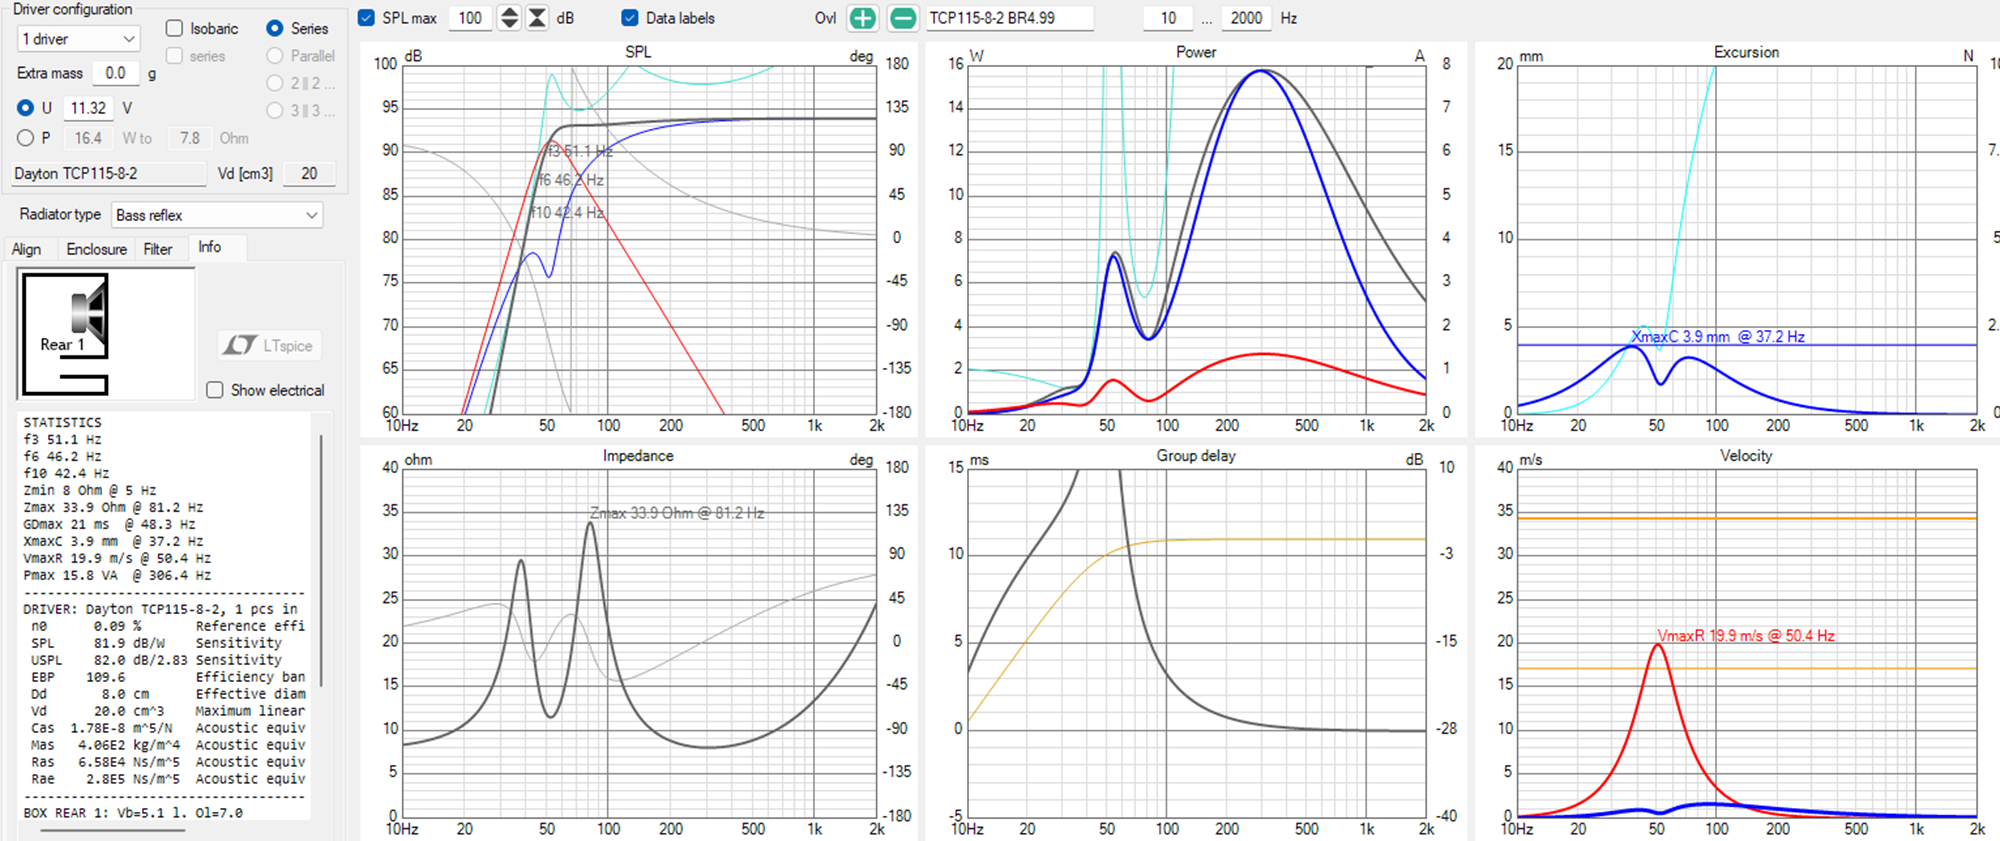 Driver configuration
1 driver
Isobaric
Series
series
Parallel
Extra mass 0.0 g
2 || 2 ...
U 11.32 V
3 || 3 ...
P 16.4 W to 7.8 Ohm
Dayton TCP115-8-2 Vd [cm3] 20
Radiator type Bass reflex
Align Enclosure Filter Info
Rear 1
LTspice
Show electrical
STATISTICS
f3 51.1 Hz
f6 46.2 Hz
f10 42.4 Hz
Zmin 8 Ohm @ 5 Hz
Zmax 33.9 Ohm @ 81.2 Hz
GDmax 21 ms @ 48.3 Hz
XmaxC 3.9 mm @ 37.2 Hz
VmaxR 19.9 m/s @ 50.4 Hz
Pmax 15.8 VA @ 306.4 Hz
DRIVER: Dayton TCP115-8-2, 1 pcs in
n0 0.09 % Reference effi
SPL 81.9 dB/W Sensitivity
USPL 82.0 dB/2.83 Sensitivity
EBP 109.6 Efficiency ban
Dd 8.0 cm Effective diam
Vd 20.0 cm^3 Maximum linear
Cas 1.78E-8 m^5/N Acoustic equiv
Mas 4.06E2 kg/m^4 Acoustic equiv
Ras 6.58E4 Ns/m^5 Acoustic equiv
Rae 2.8E5 Ns/m^5 Acoustic equiv
BOX REAR 1: Vb=5.1 l. Ql=7.0
SPL max 100 dB Data labels Ovl TCP115-8-2 BR4.99 10 ... 2000 Hz
SPL
dB deg
100 95 90 85 80 75 70 65 60
180 135 90 45 0 -45 -90 -135 -180
f3 51.1 Hz
f6 46.2 Hz
f10 42.4 Hz
10Hz 20 50 100 200 500 1k 2k
Power
W A
16 14 12 10 8 6 4 2 0
8 7 6 5 4 3 2 1 0
10Hz 20 50 100 200 500 1k 2k
Excursion
mm N
20 15 10 5 0
10 7. 5 2. 0
XmaxC 3.9 mm @ 37.2 Hz
10Hz 20 50 100 200 500 1k 2k
Impedance
ohm deg
40 35 30 25 20 15 10 5 0
180 135 90 45 0 -45 -90 -135 -180
Zmax 33.9 Ohm @ 81.2 Hz
10Hz 20 50 100 200 500 1k 2k
Group delay
ms dB
15 10 5 0 -5
10 -3 -15 -28 -40
10Hz 20 50 100 200 500 1k 2k
Velocity
m/s
40 35 30 25 20 15 10 5 0
VmaxR 19.9 m/s @ 50.4 Hz
10Hz 20 50 100 200 500 1k 2k